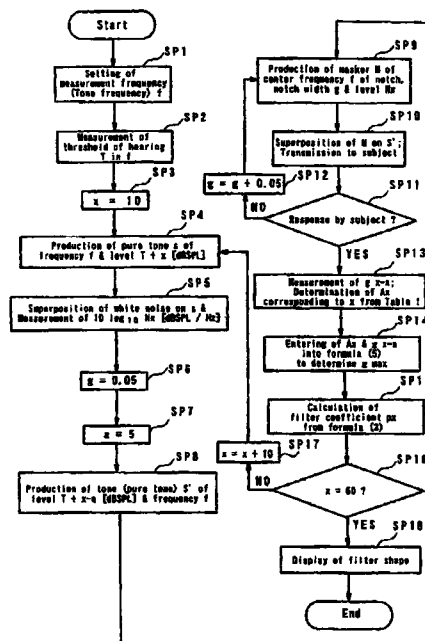 Start
SP1
Setting of
measurement frequency
(Tone frequency) f
SP2
Measurement of
threshold of hearing
T in f
SP3
x = 10
SP4
Production of pure tone s of
frequency f & level T + x [dBSPL]
SP5
Superposition of white noise on s &
Measurement of 10 log10 Nx [dBSPL / Hz]
SP6
g = 0.05
SP7
a = 5
SP8
Production of tone (pure tone) S' of
level T + x-a [dBSPL] & frequency f
SP9
Production of masker M of
center frequency f of notch,
notch width g & level Nx
SP10
Superposition of M on S';
Transmission to subject
SP12
g = g + 0.05
SP11
NO
Response by subject ?
YES
SP13
Measurement of g x-a;
Determination of Ax
corresponding to x from Table 1
SP14
Entering of Ax & g x-a
into formula (5)
to determine g max
SP1
Calculation of
filter coefficient px
from formula (3)
SP17
x = x + 10
SP16
NO
x = 60 ?
YES
SP18
Display of filter shape
End